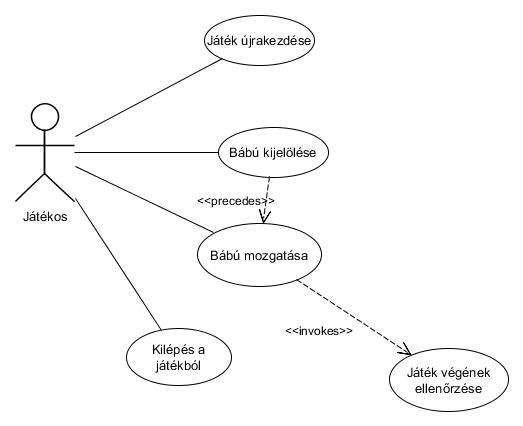 Játék újrakezdése
Bábú kijelölése
<<precedes>>
Játékos
Bábú mozgatása
<<invokes>>
Kilépés a
játékból
Játék végének
ellenőrzése